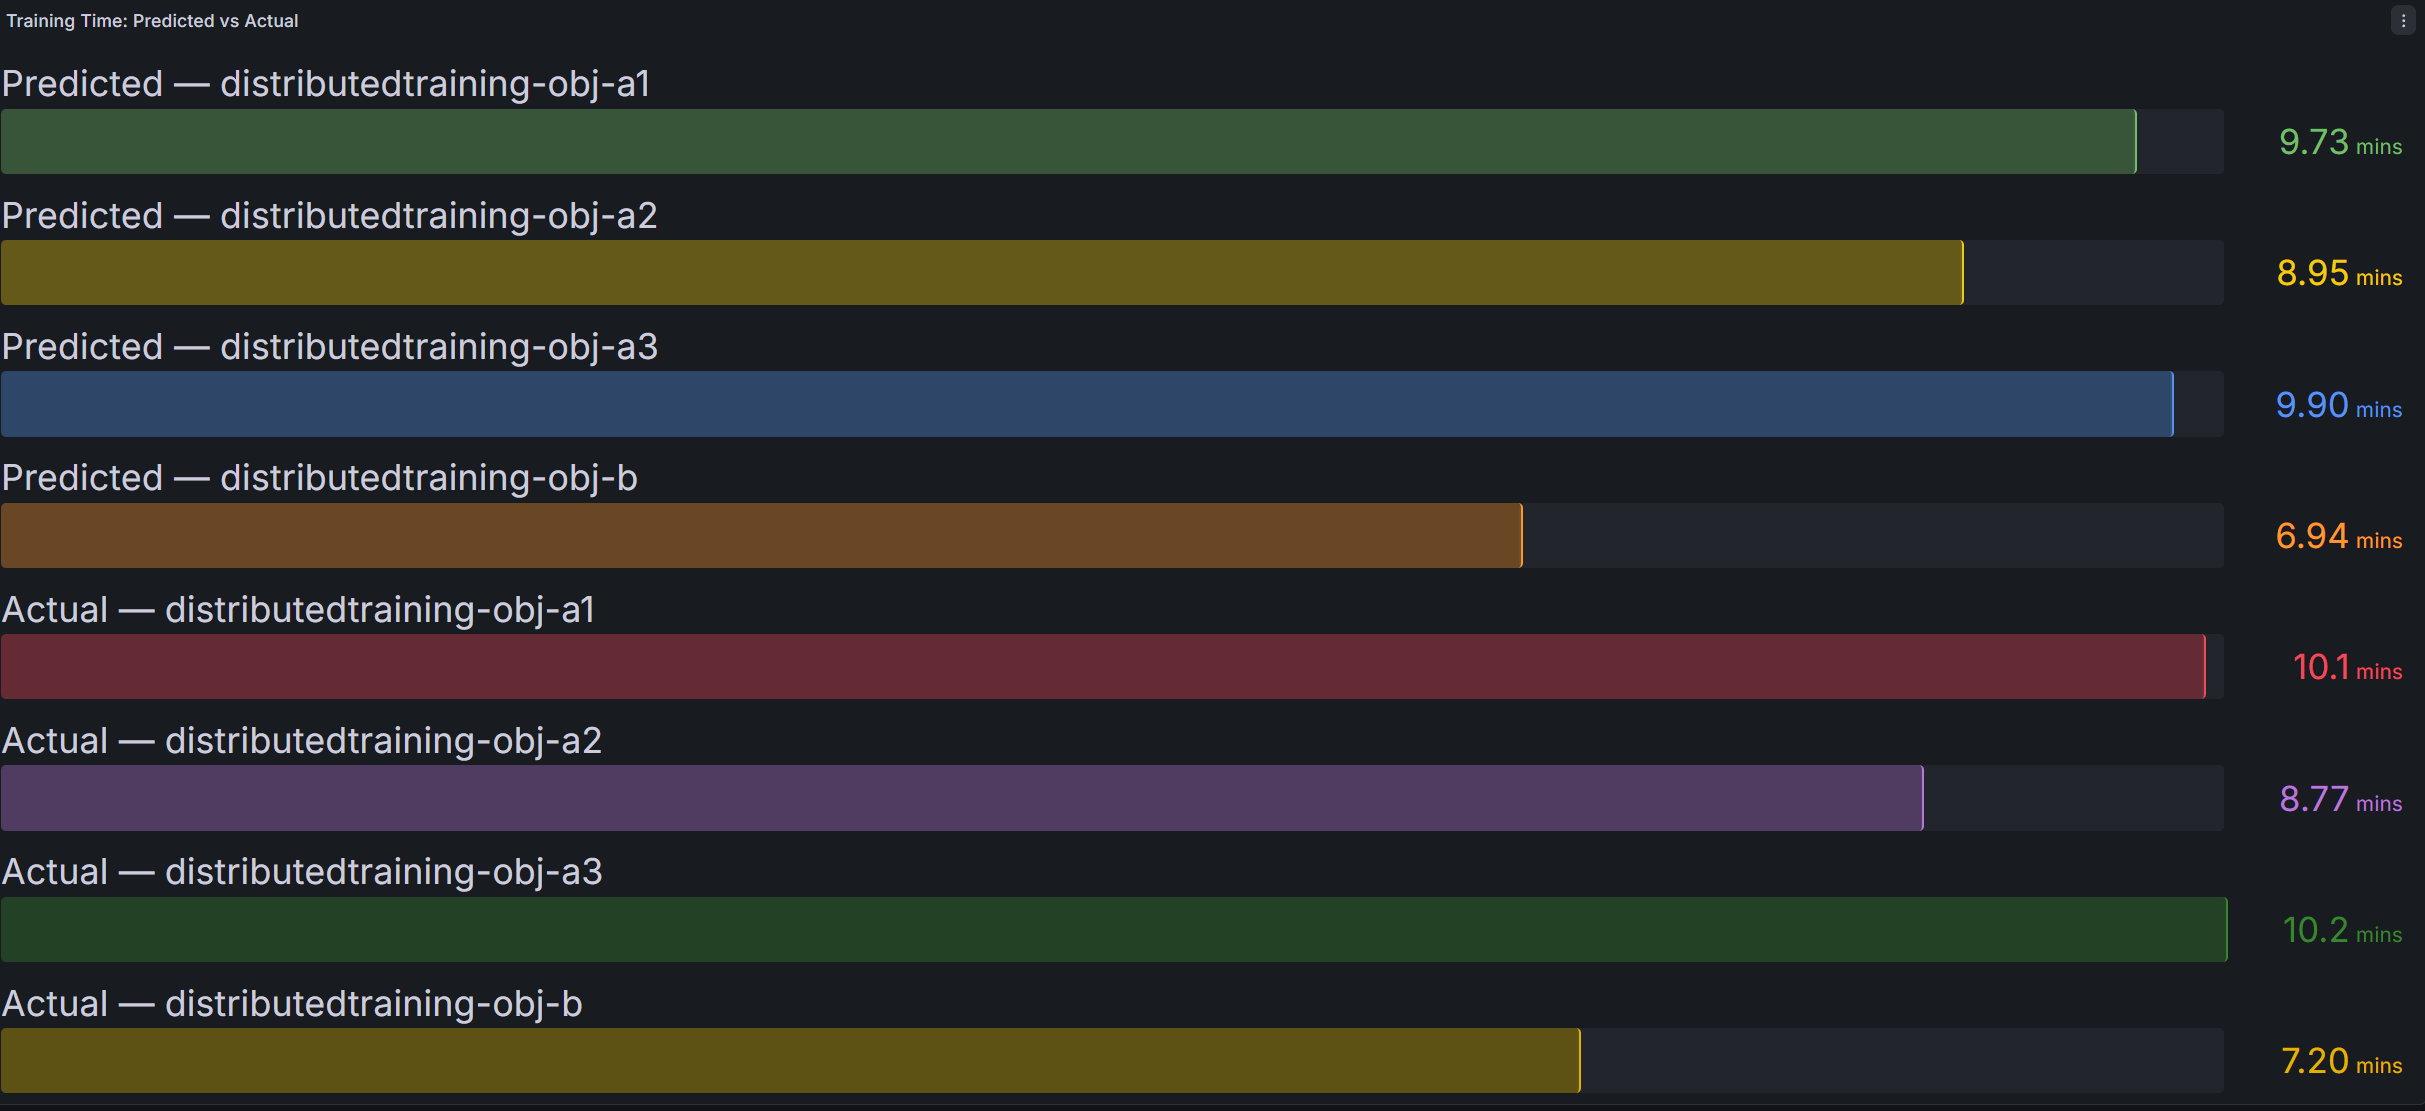 Training Time: Predicted vs Actual
Predicted — distributedtraining-obj-a1
9.73 mins
Predicted — distributedtraining-obj-a2
8.95 mins
Predicted — distributedtraining-obj-a3
9.90 mins
Predicted — distributedtraining-obj-b
6.94 mins
Actual — distributedtraining-obj-a1
10.1 mins
Actual — distributedtraining-obj-a2
8.77 mins
Actual — distributedtraining-obj-a3
10.2 mins
Actual — distributedtraining-obj-b
7.20 mins